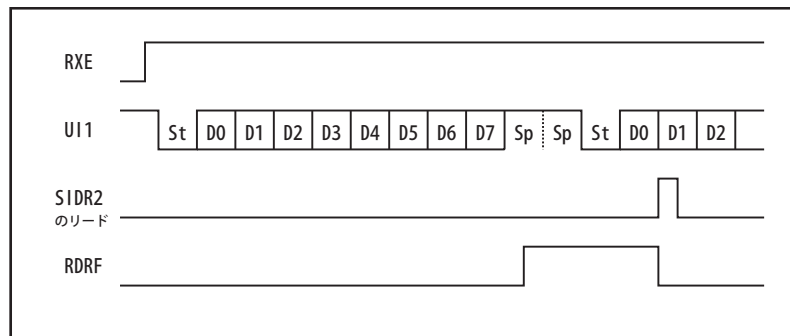 RXE
UI1 St D0 D1 D2 D3 D4 D5 D6 D7 Sp Sp St D0 D1 D2
SIDR2
のリード
RDRF